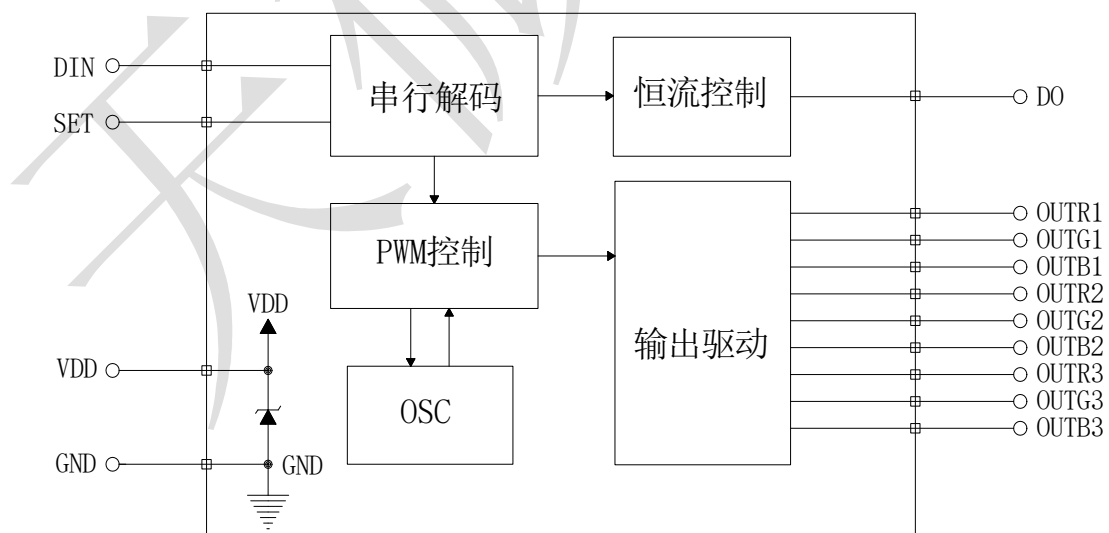 DIN
SET
串行解码
恒流控制
DO
PWM控制
OSC
输出驱动
VDD
VDD
GND
GND
OUTR1
OUTG1
OUTB1
OUTR2
OUTG2
OUTB2
OUTR3
OUTG3
OUTB3
天